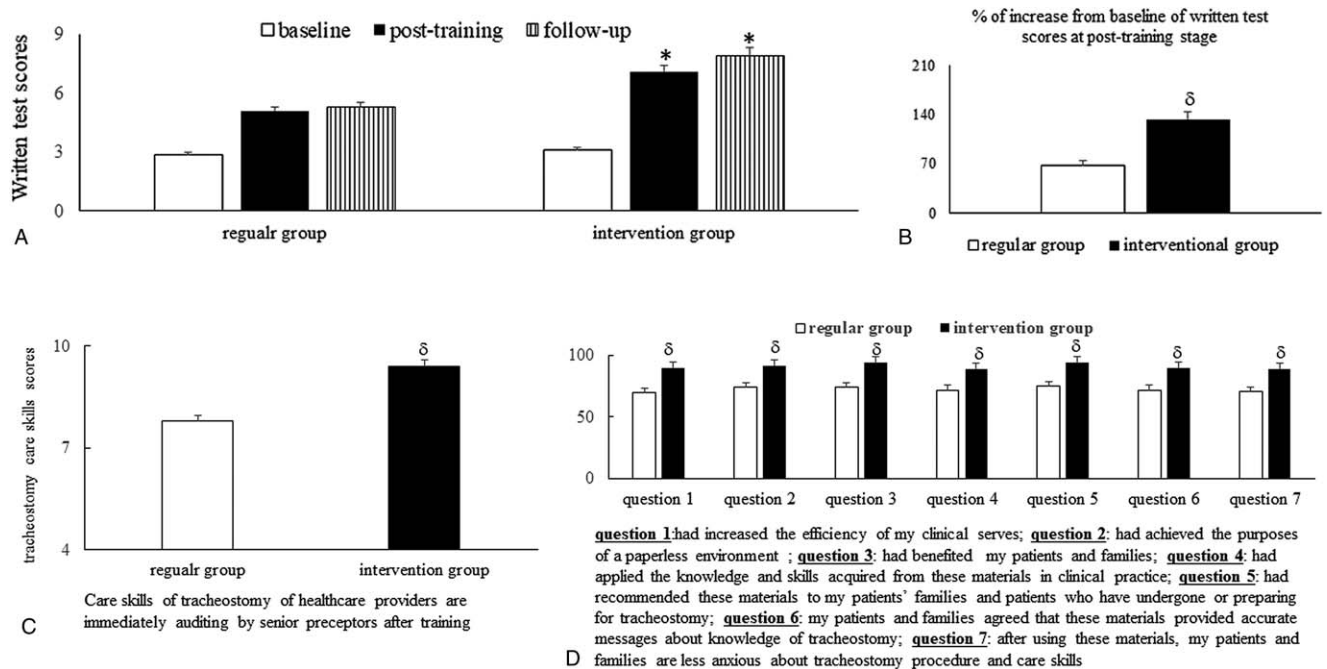 Written test scores
9
6
3
0
baseline post-training follow-up
* *
regualr group intervention group
A
% of increase from baseline of written test
scores at post-training stage
210
140
70
0
δ
regular group interventional group
B
tracheostomy care skills scores
10
7
4
δ
regualr group intervention group
Care skills of tracheostomy of healthcare providers are
immediately auditing by senior preceptors after training
C
regular group intervention group
100
50
0
δ δ δ δ δ δ δ
question 1 question 2 question 3 question 4 question 5 question 6 question 7
question 1:had increased the efficiency of my clinical serves; question 2: had achieved the purposes
of a paperless environment ; question 3: had benefited my patients and families; question 4: had
applied the knowledge and skills acquired from these materials in clinical practice; question 5: had
recommended these materials to my patients' families and patients who have undergone or preparing
for tracheostomy; question 6: my patients and families agreed that these materials provided accurate
messages about knowledge of tracheostomy; question 7: after using these materials, my patients and
families are less anxious about tracheostomy procedure and care skills
D